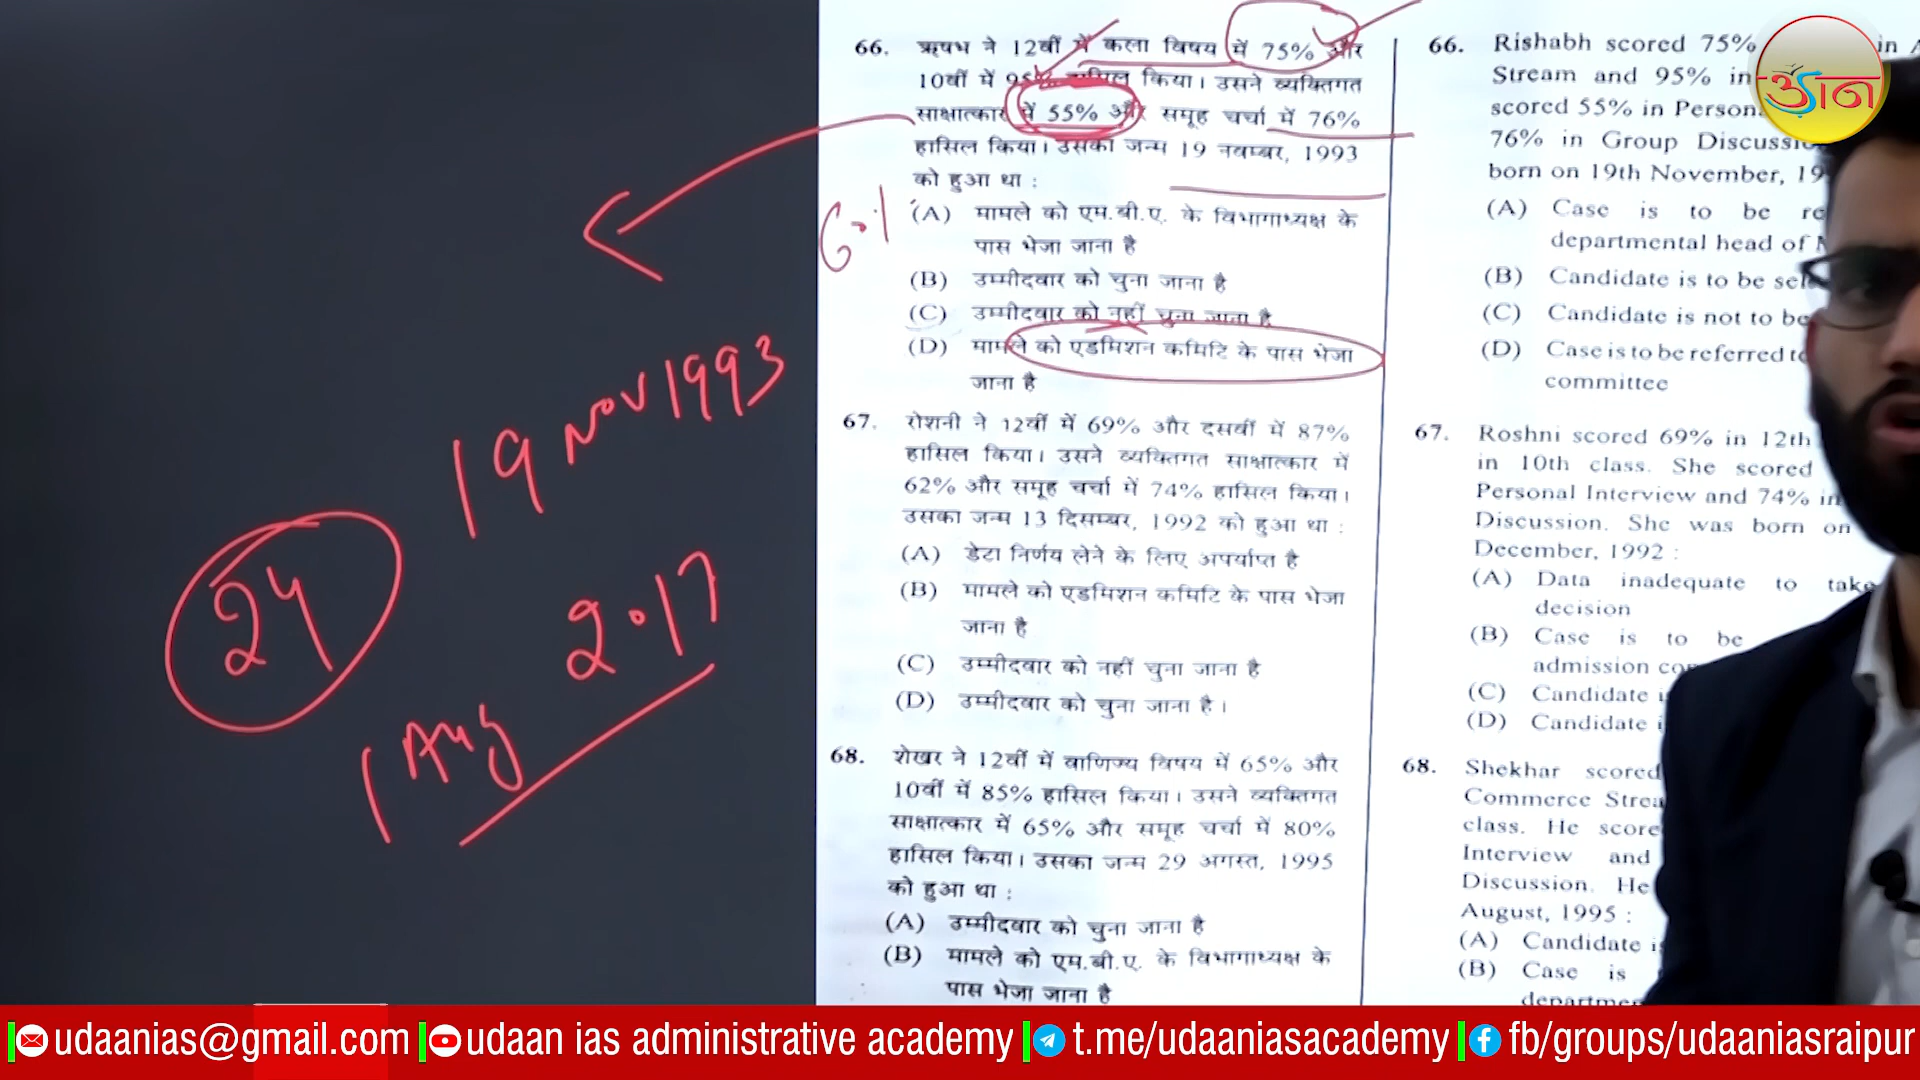 66. ऋषभ ने 12वीं में कला विषय में 75% और
10वीं में 95% हासिल किया। उसने व्यक्तिगत
साक्षात्कार में 55% और समूह चर्चा में 76%
हासिल किया। उसका जन्म 19 नवम्बर, 1993
को हुआ था :
(A) मामले को एम.बी.ए. के विभागाध्यक्ष के
पास भेजा जाना है
(B) उम्मीदवार को चुना जाना है
(C) उम्मीदवार को नहीं चुना जाना है
(D) मामले को एडमिशन कमिटि के पास भेजा
जाना है
67. रोशनी ने 12वीं में 69% और दसवीं में 87%
हासिल किया। उसने व्यक्तिगत साक्षात्कार में
62% और समूह चर्चा में 74% हासिल किया।
उसका जन्म 13 दिसम्बर, 1992 को हुआ था :
(A) डेटा निर्णय लेने के लिए अपर्याप्त है
(B) मामले को एडमिशन कमिटि के पास भेजा
जाना है
(C) उम्मीदवार को नहीं चुना जाना है
(D) उम्मीदवार को चुना जाना है।
68. शेखर ने 12वीं में वाणिज्य विषय में 65% और
10वीं में 85% हासिल किया। उसने व्यक्तिगत
साक्षात्कार में 65% और समूह चर्चा में 80%
हासिल किया। उसका जन्म 29 अगस्त, 1995
को हुआ था :
(A) उम्मीदवार को चुना जाना है
(B) मामले को एम.बी.ए. के विभागाध्यक्ष के
पास भेजा जाना है
66. Rishabh scored 75% in
Stream and 95% in
scored 55% in
76% in Group
born on 19th November,
(A) Case is to be
departmental head of
(B) Candidate is to be
(C) Candidate is not to be
(D) Case is to be referred
committee
67. Roshni scored 69% in 12th
in 10th class. She scored
Personal Interview and 74% in
Discussion. She was born on
December, 1992 :
(A) Data inadequate to take
decision
(B) Case is to be
admission
(C) Candidate
(D) Candidate
68. Shekhar scored
Commerce
class. He
Interview and
Discussion. He
August, 1995 :
(A) Candidate
(B) Case is
19 Nov 1993
24
2017
1 Aug
उड़ान
udaanias@gmail.com
udaan ias administrative academy
t.me/udaaniasacademy
fb/groups/udaaniasraipur